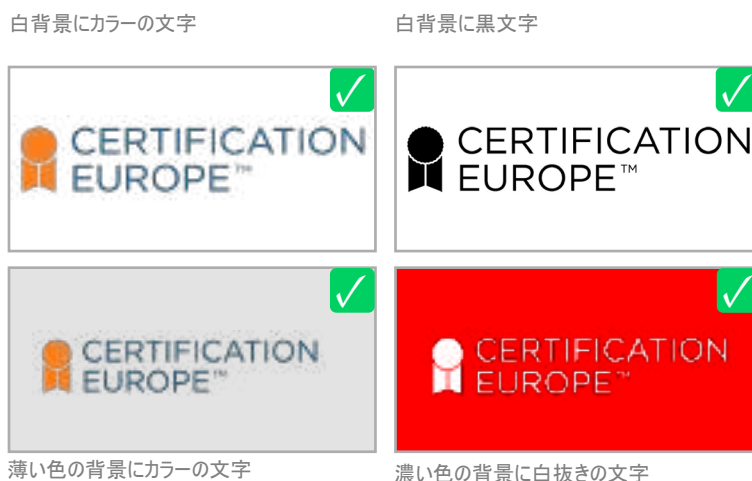 白背景にカラーの文字
白背景に黒文字
CERTIFICATION
EUROPE™
CERTIFICATION
EUROPE™
CERTIFICATION
EUROPE™
CERTIFICATION
EUROPE™
薄い色の背景にカラーの文字
濃い色の背景に白抜きの文字